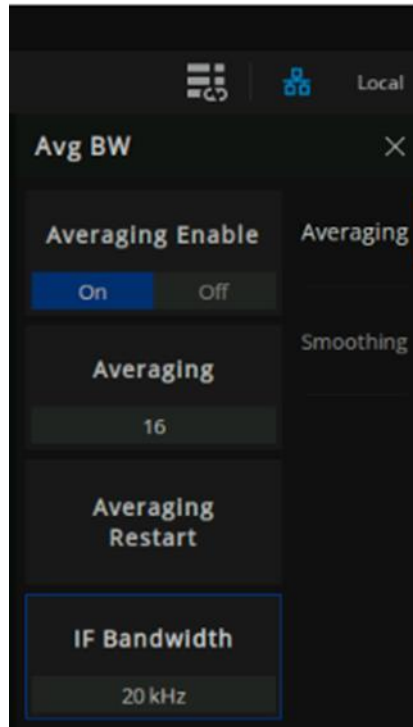 Local
Avg BW
Averaging Enable
On Off
Averaging
16
Averaging
Restart
IF Bandwidth
20 kHz
Averaging
Smoothing